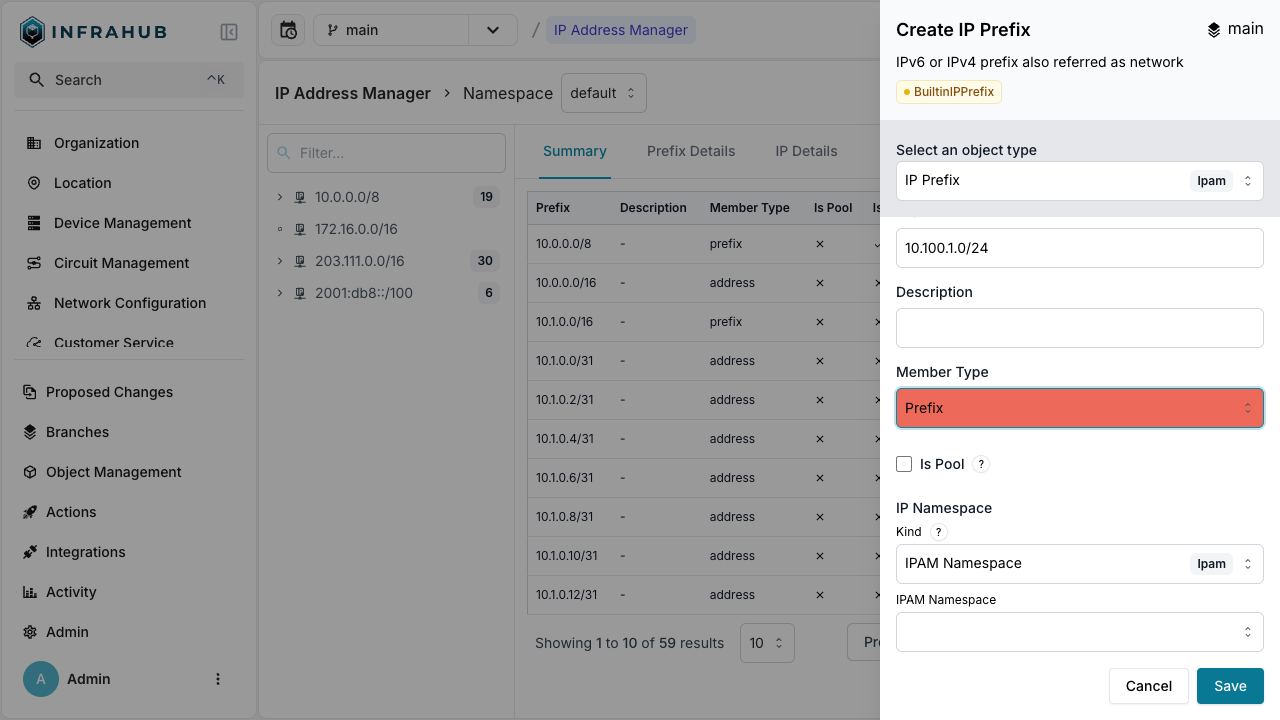 INFRAHUB
Search
^K
Organization
Location
Device Management
Circuit Management
Network Configuration
Customer Service
Proposed Changes
Branches
Object Management
Actions
Integrations
Activity
Admin
A
Admin
main
/
IP Address Manager
IP Address Manager
Namespace
default
Filter...
10.0.0.0/8
19
172.16.0.0/16
203.111.0.0/16
30
2001:db8::/100
6
Summary
Prefix Details
IP Details
Prefix Description Member Type Is Pool Is
10.0.0.0/8 - prefix
10.0.0.0/16 - address
10.1.0.0/16 - prefix
10.1.0.0/31 - address
10.1.0.2/31 - address
10.1.0.4/31 - address
10.1.0.6/31 - address
10.1.0.8/31 - address
10.1.0.10/31 - address
10.1.0.12/31 - address
Showing 1 to 10 of 59 results
10
Create IP Prefix
main
IPv6 or IPv4 prefix also referred as network
BuiltinIPPrefix
Select an object type
IP Prefix
Ipam
10.100.1.0/24
Description
Member Type
Prefix
Is Pool
?
IP Namespace
Kind
?
IPAM Namespace
Ipam
IPAM Namespace
Cancel
Save